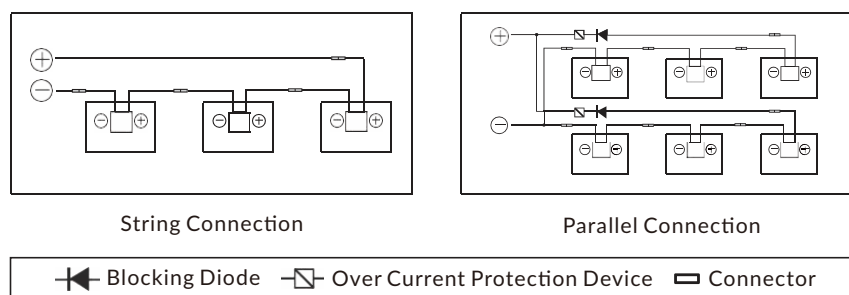 String Connection
Parallel Connection
Blocking Diode Over Current Protection Device Connector